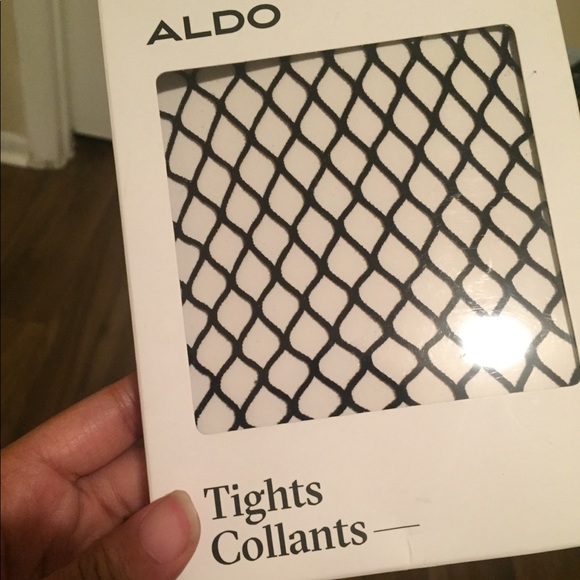 ALDO
Tights
Collants —